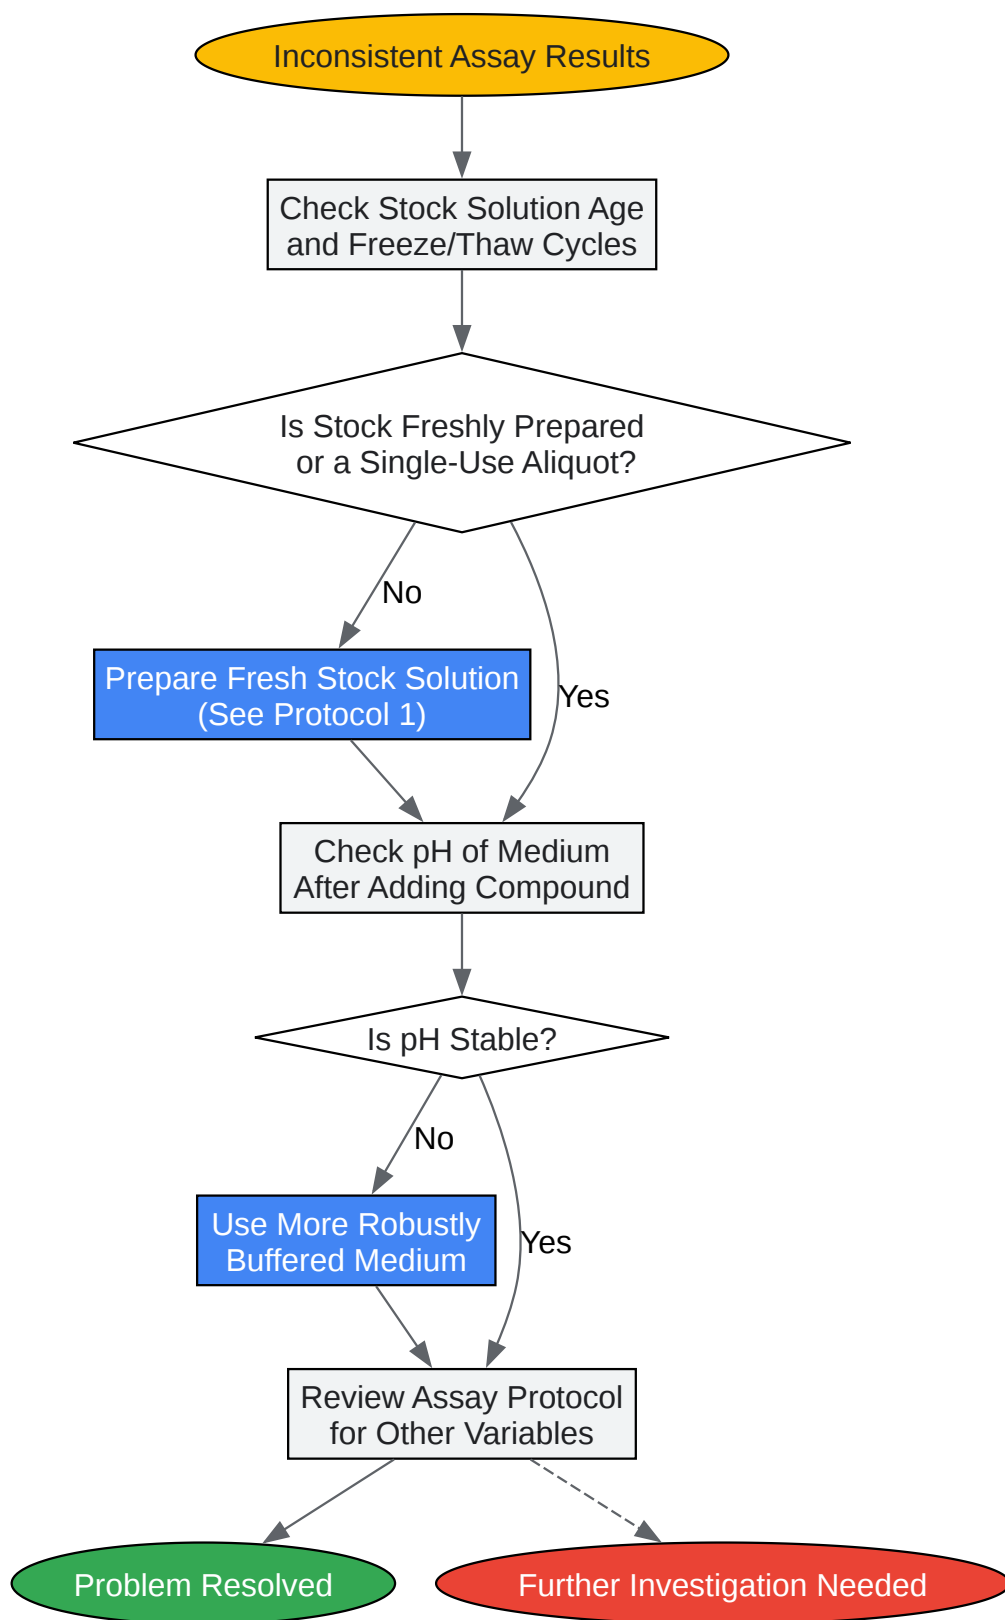 Inconsistent Assay Results
Check Stock Solution Age
and Freeze/Thaw Cycles
Is Stock Freshly Prepared
or a Single-Use Aliquot?
No
Prepare Fresh Stock Solution
(See Protocol 1)
Yes
Check pH of Medium
After Adding Compound
Is pH Stable?
No
Use More Robustly
Buffered Medium
Yes
Review Assay Protocol
for Other Variables
Problem Resolved
Further Investigation Needed